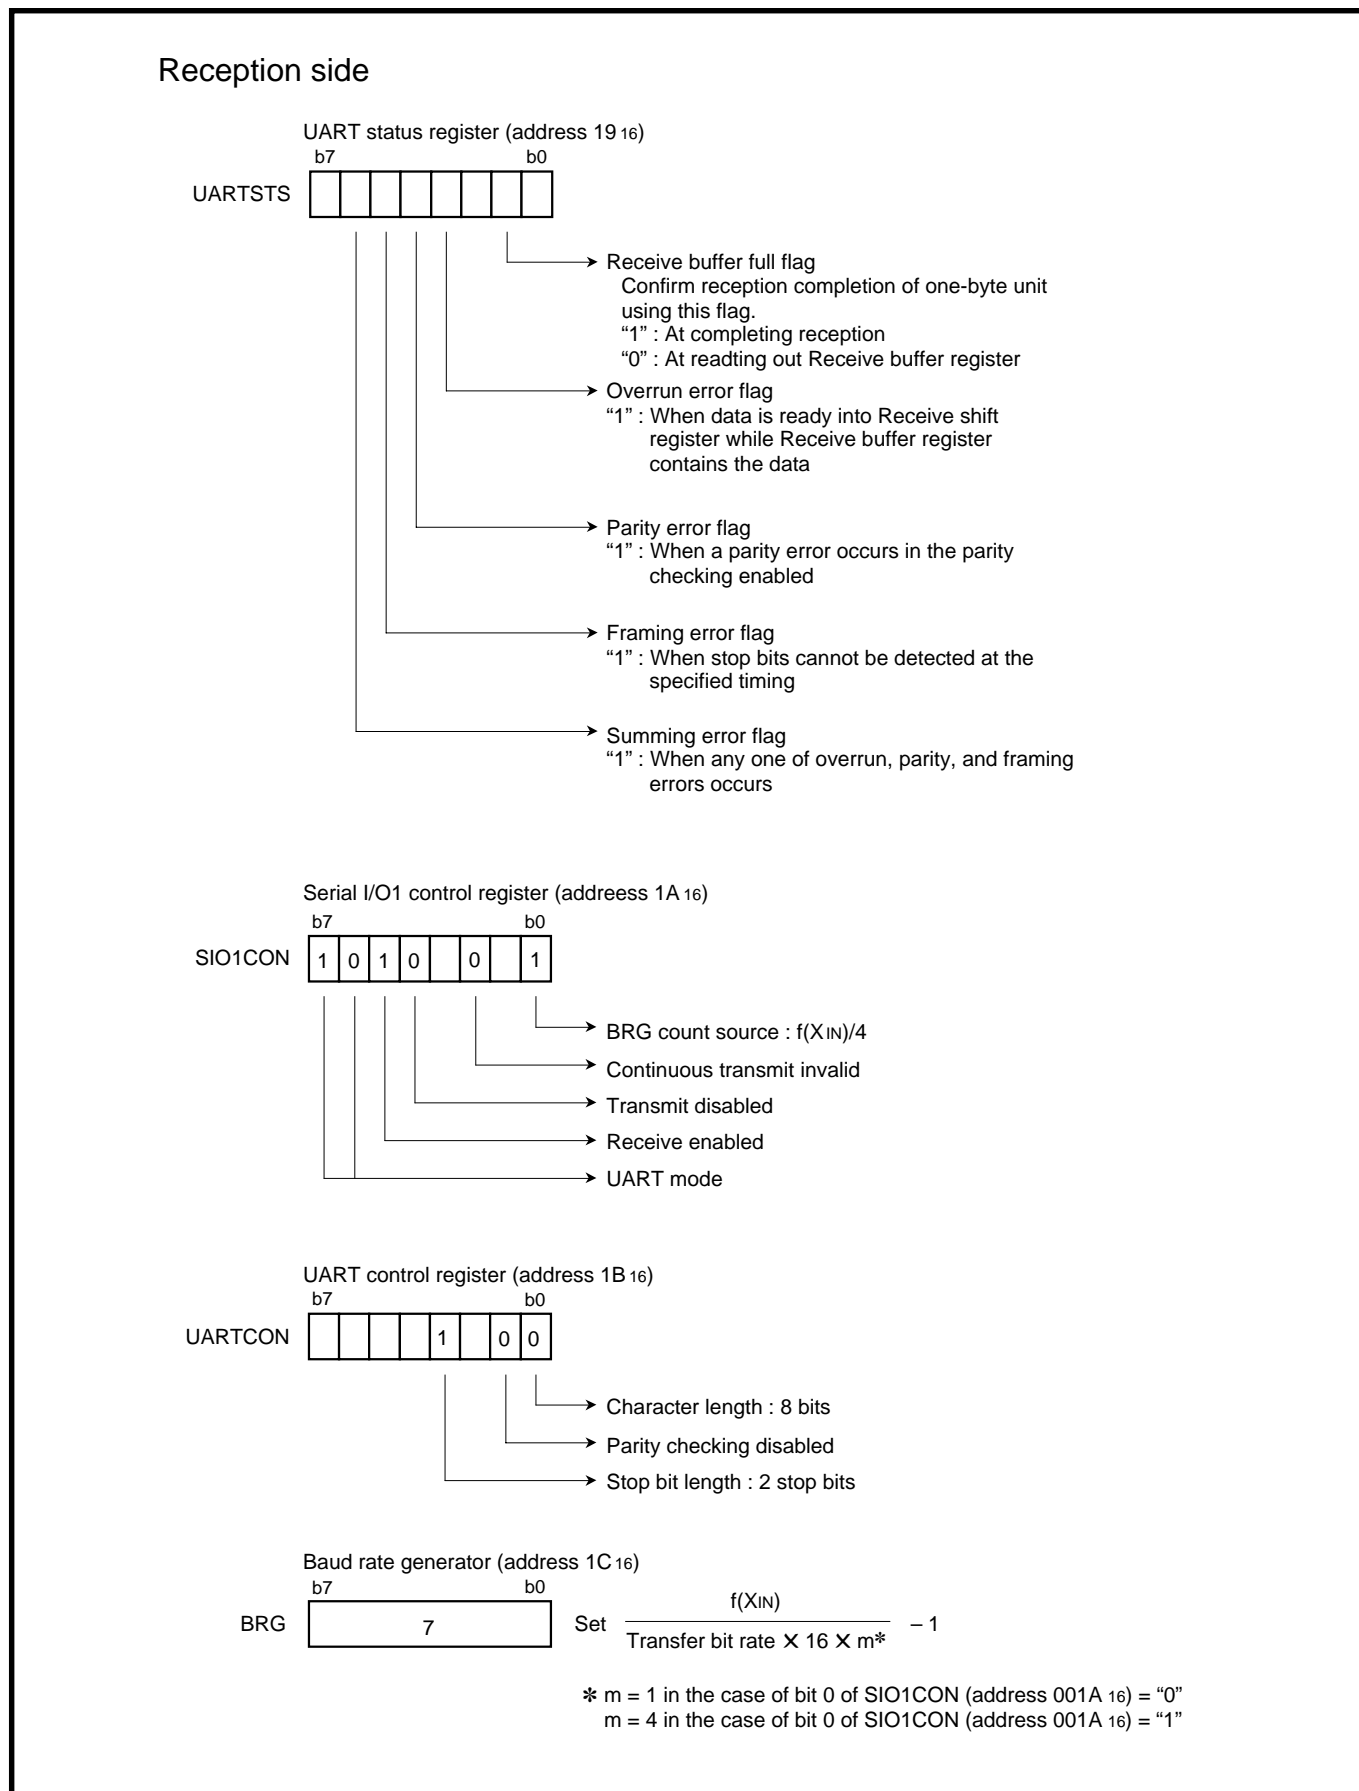 Reception side
UART status register (address 19 16)
b7 b0
UARTSTS
Receive buffer full flag
Confirm reception completion of one-byte unit
using this flag.
“1” : At completing reception
“0” : At readting out Receive buffer register
Overrun error flag
“1” : When data is ready into Receive shift
register while Receive buffer register
contains the data
Parity error flag
“1” : When a parity error occurs in the parity
checking enabled
Framing error flag
“1” : When stop bits cannot be detected at the
specified timing
Summing error flag
“1” : When any one of overrun, parity, and framing
errors occurs
Serial I/O1 control register (addreess 1A 16)
b7 b0
SIO1CON 1 0 1 0 0 1
BRG count source : f(XIN)/4
Continuous transmit invalid
Transmit disabled
Receive enabled
UART mode
UART control register (address 1B 16)
b7 b0
UARTCON 1 0 0
Character length : 8 bits
Parity checking disabled
Stop bit length : 2 stop bits
Baud rate generator (address 1C 16)
b7 b0
f(XIN)
BRG 7 Set – 1
Transfer bit rate ✕ 16 ✕ m✻
✻ m = 1 in the case of bit 0 of SIO1CON (address 001A 16) = “0”
m = 4 in the case of bit 0 of SIO1CON (address 001A 16) = “1”